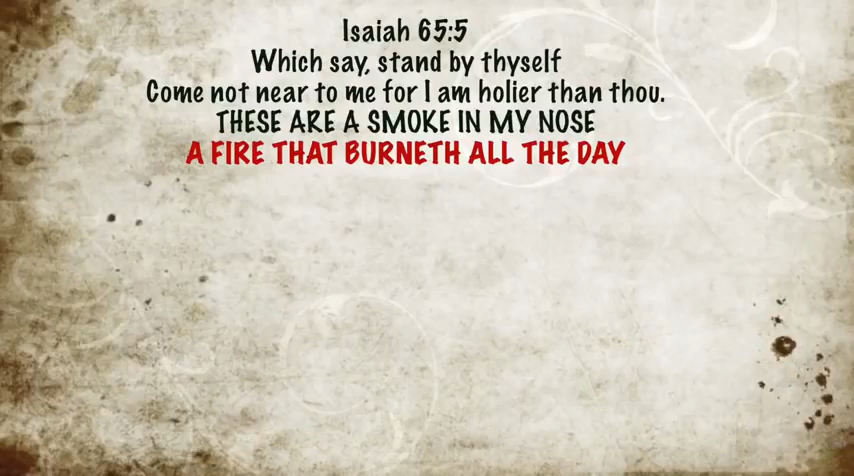 Isaiah 65:5
Which say, stand by thyself
Come not near to me for I am holier than thou.
THESE ARE A SMOKE IN MY NOSE
A FIRE THAT BURNETH ALL THE DAY